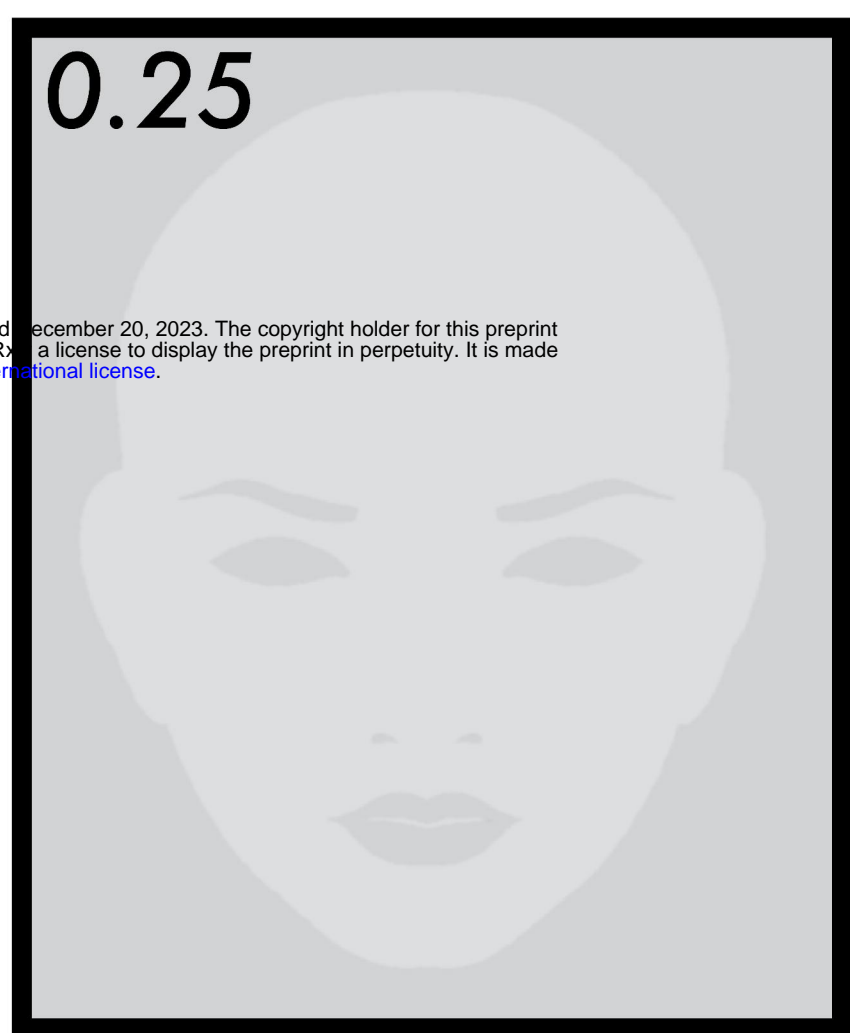 0.25
ecember 20, 2023. The copyright holder for this preprint
a license to display the preprint in perpetuity. It is made
national license.